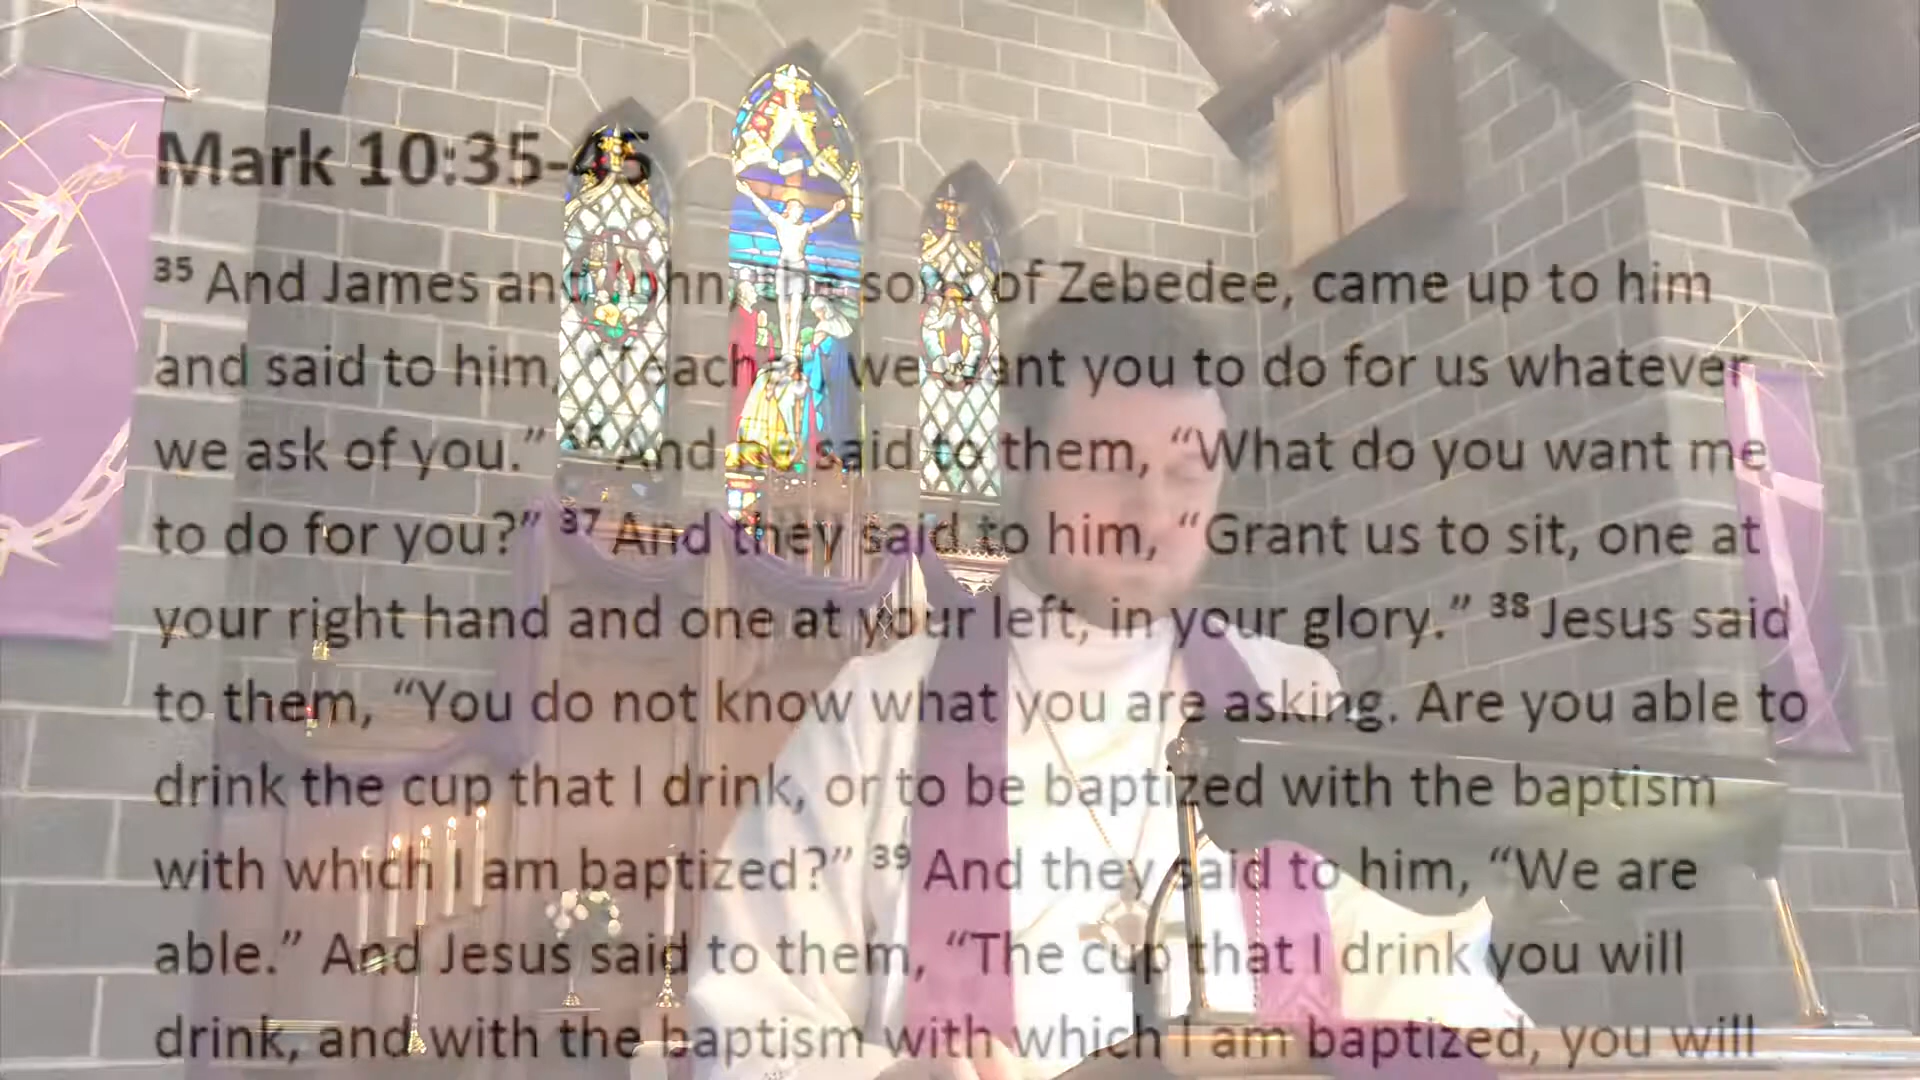 Mark 10:35-45
35 And James and John, the sons of Zebedee, came up to him
and said to him, “Teacher, we want you to do for us whatever
we ask of you.” 36 And he said to them, “What do you want me
to do for you?” 37 And they said to him, “Grant us to sit, one at
your right hand and one at your left, in your glory.” 38 Jesus said
to them, “You do not know what you are asking. Are you able to
drink the cup that I drink, or to be baptized with the baptism
with which I am baptized?” 39 And they said to him, “We are
able.” And Jesus said to them, “The cup that I drink you will
drink, and with the baptism with which I am baptized, you will